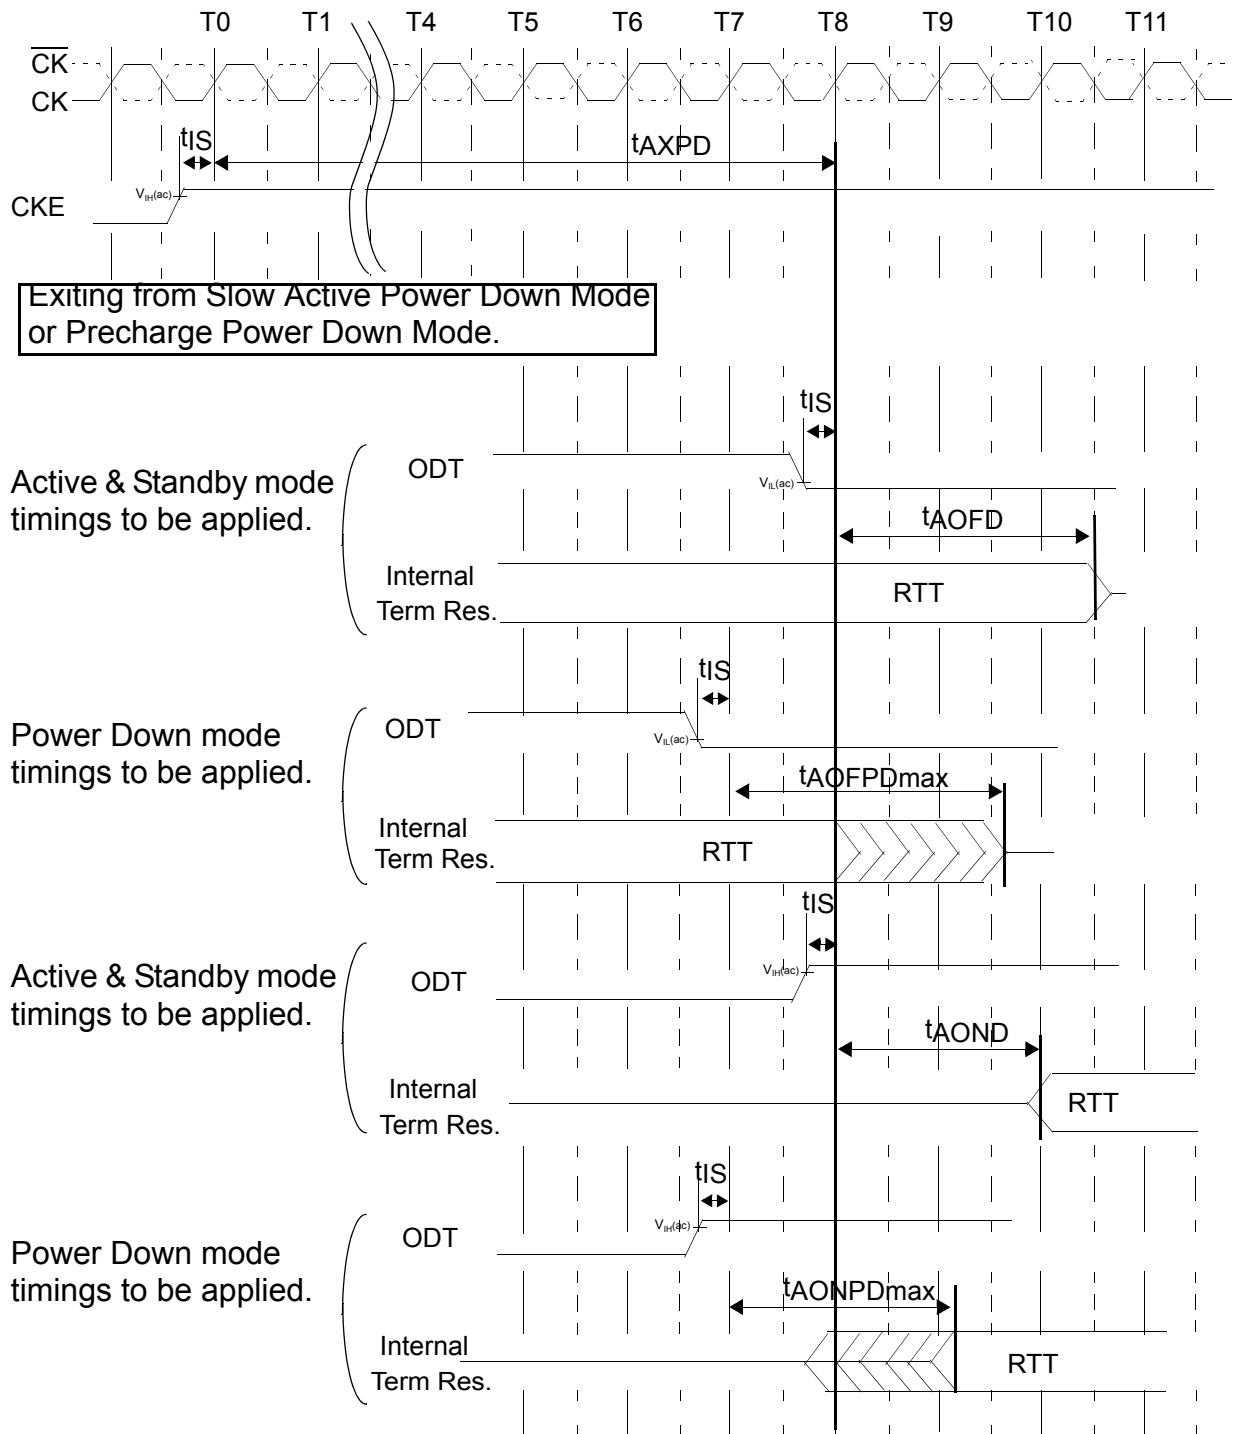 T0 T1 T4 T5 T6 T7 T8 T9 T10 T11
CK
CK
tIS
tAXPD
VIH(ac)
CKE
Exiting from Slow Active Power Down Mode
or Precharge Power Down Mode.
tIS
Active & Standby mode
timings to be applied.
ODT
VIL(ac)
tAOFD
Internal
Term Res.
RTT
tIS
Power Down mode
timings to be applied.
ODT
VIL(ac)
tAOFPDmax
Internal
Term Res.
RTT
tIS
Active & Standby mode
timings to be applied.
ODT
VIH(ac)
tAOND
Internal
Term Res.
RTT
tIS
Power Down mode
timings to be applied.
ODT
VIH(ac)
tAONPDmax
Internal
Term Res.
RTT